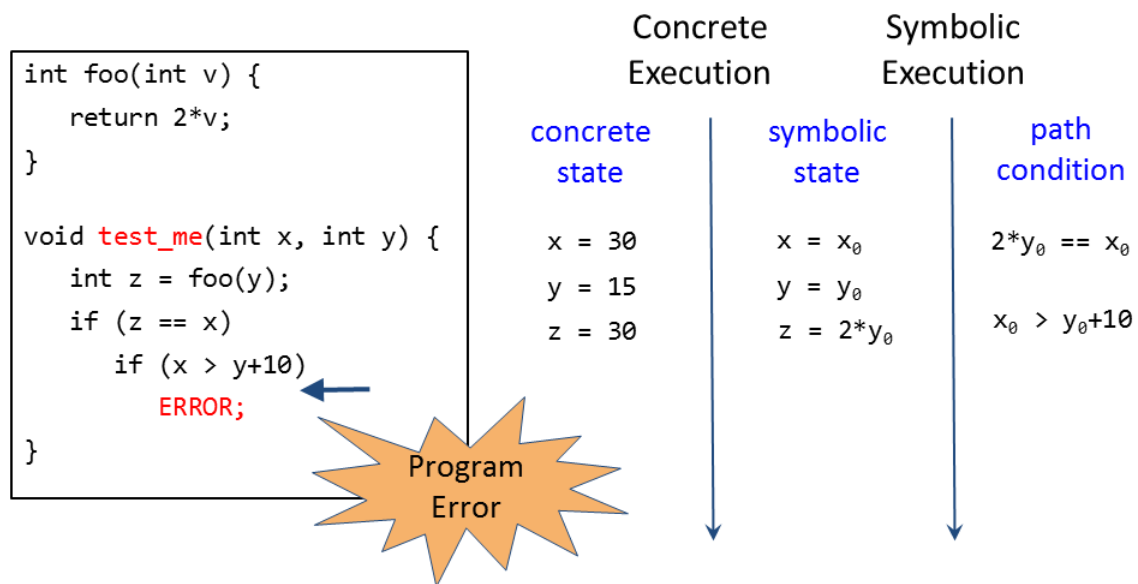 int foo(int v) {
return 2*v;
}
void test_me(int x, int y) {
int z = foo(y);
if (z == x)
if (x > y+10)
ERROR;
}
Program
Error
Concrete
Execution
Symbolic
Execution
concrete
state
symbolic
state
path
condition
x = 30
y = 15
z = 30
x = x₀
y = y₀
z = 2*y₀
2*y₀ == x₀
x₀ > y₀+10